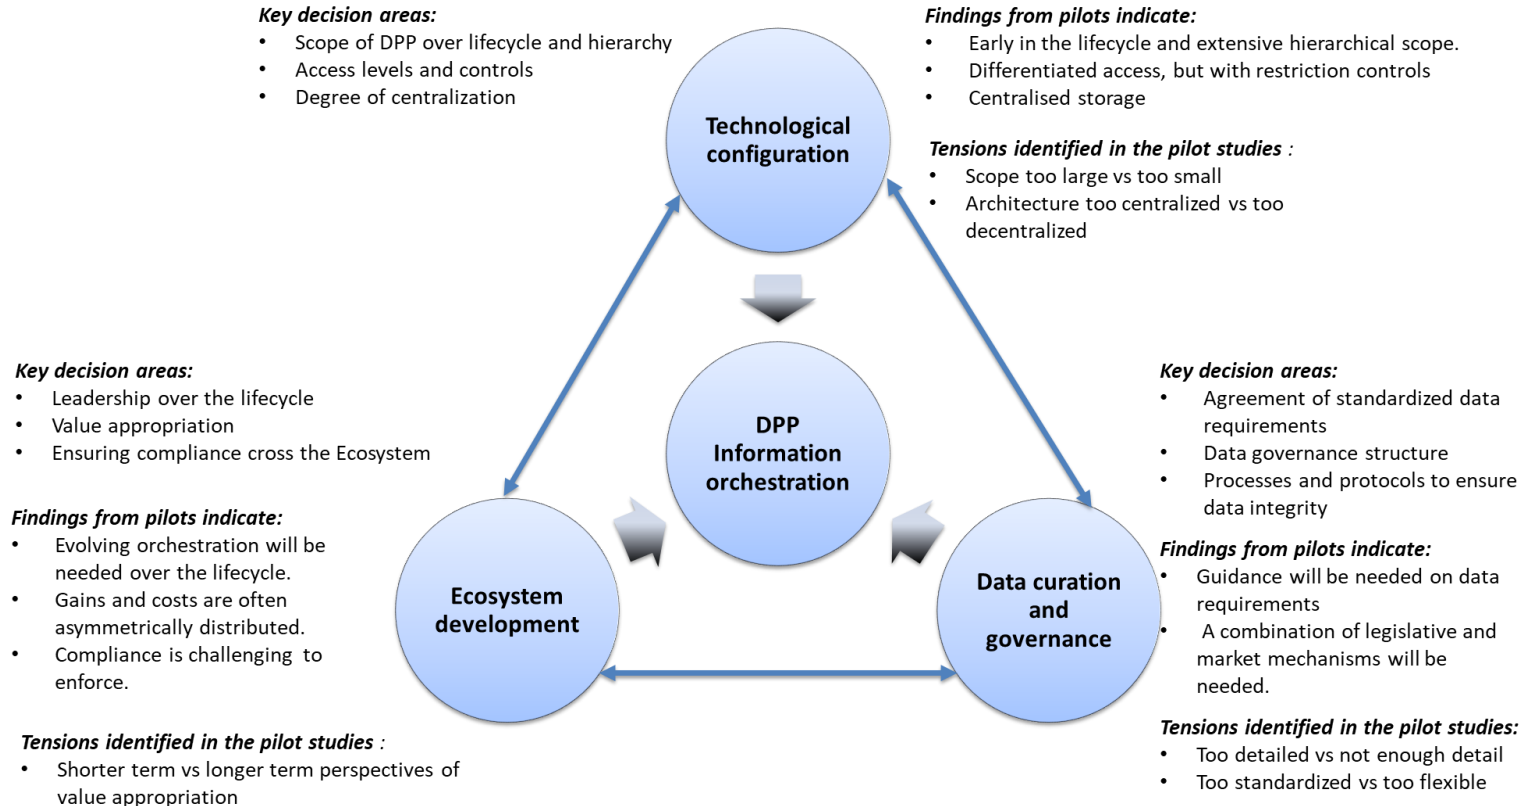 Key decision areas:
• Scope of DPP over lifecycle and hierarchy
• Access levels and controls
• Degree of centralization
Findings from pilots indicate:
• Early in the lifecycle and extensive hierarchical scope.
• Differentiated access, but with restriction controls
• Centralised storage
Tensions identified in the pilot studies :
• Scope too large vs too small
• Architecture too centralized vs too
decentralized
Technological
configuration
DPP
Information
orchestration
Key decision areas:
• Leadership over the lifecycle
• Value appropriation
• Ensuring compliance cross the Ecosystem
Findings from pilots indicate:
• Evolving orchestration will be
needed over the lifecycle.
• Gains and costs are often
asymmetrically distributed.
• Compliance is challenging to
enforce.
Tensions identified in the pilot studies :
• Shorter term vs longer term perspectives of
value appropriation
Ecosystem
development
Data curation
and
governance
Key decision areas:
• Agreement of standardized data
requirements
• Data governance structure
• Processes and protocols to ensure
data integrity
Findings from pilots indicate:
• Guidance will be needed on data
requirements
• A combination of legislative and
market mechanisms will be
needed.
Tensions identified in the pilot studies:
• Too detailed vs not enough detail
• Too standardized vs too flexible